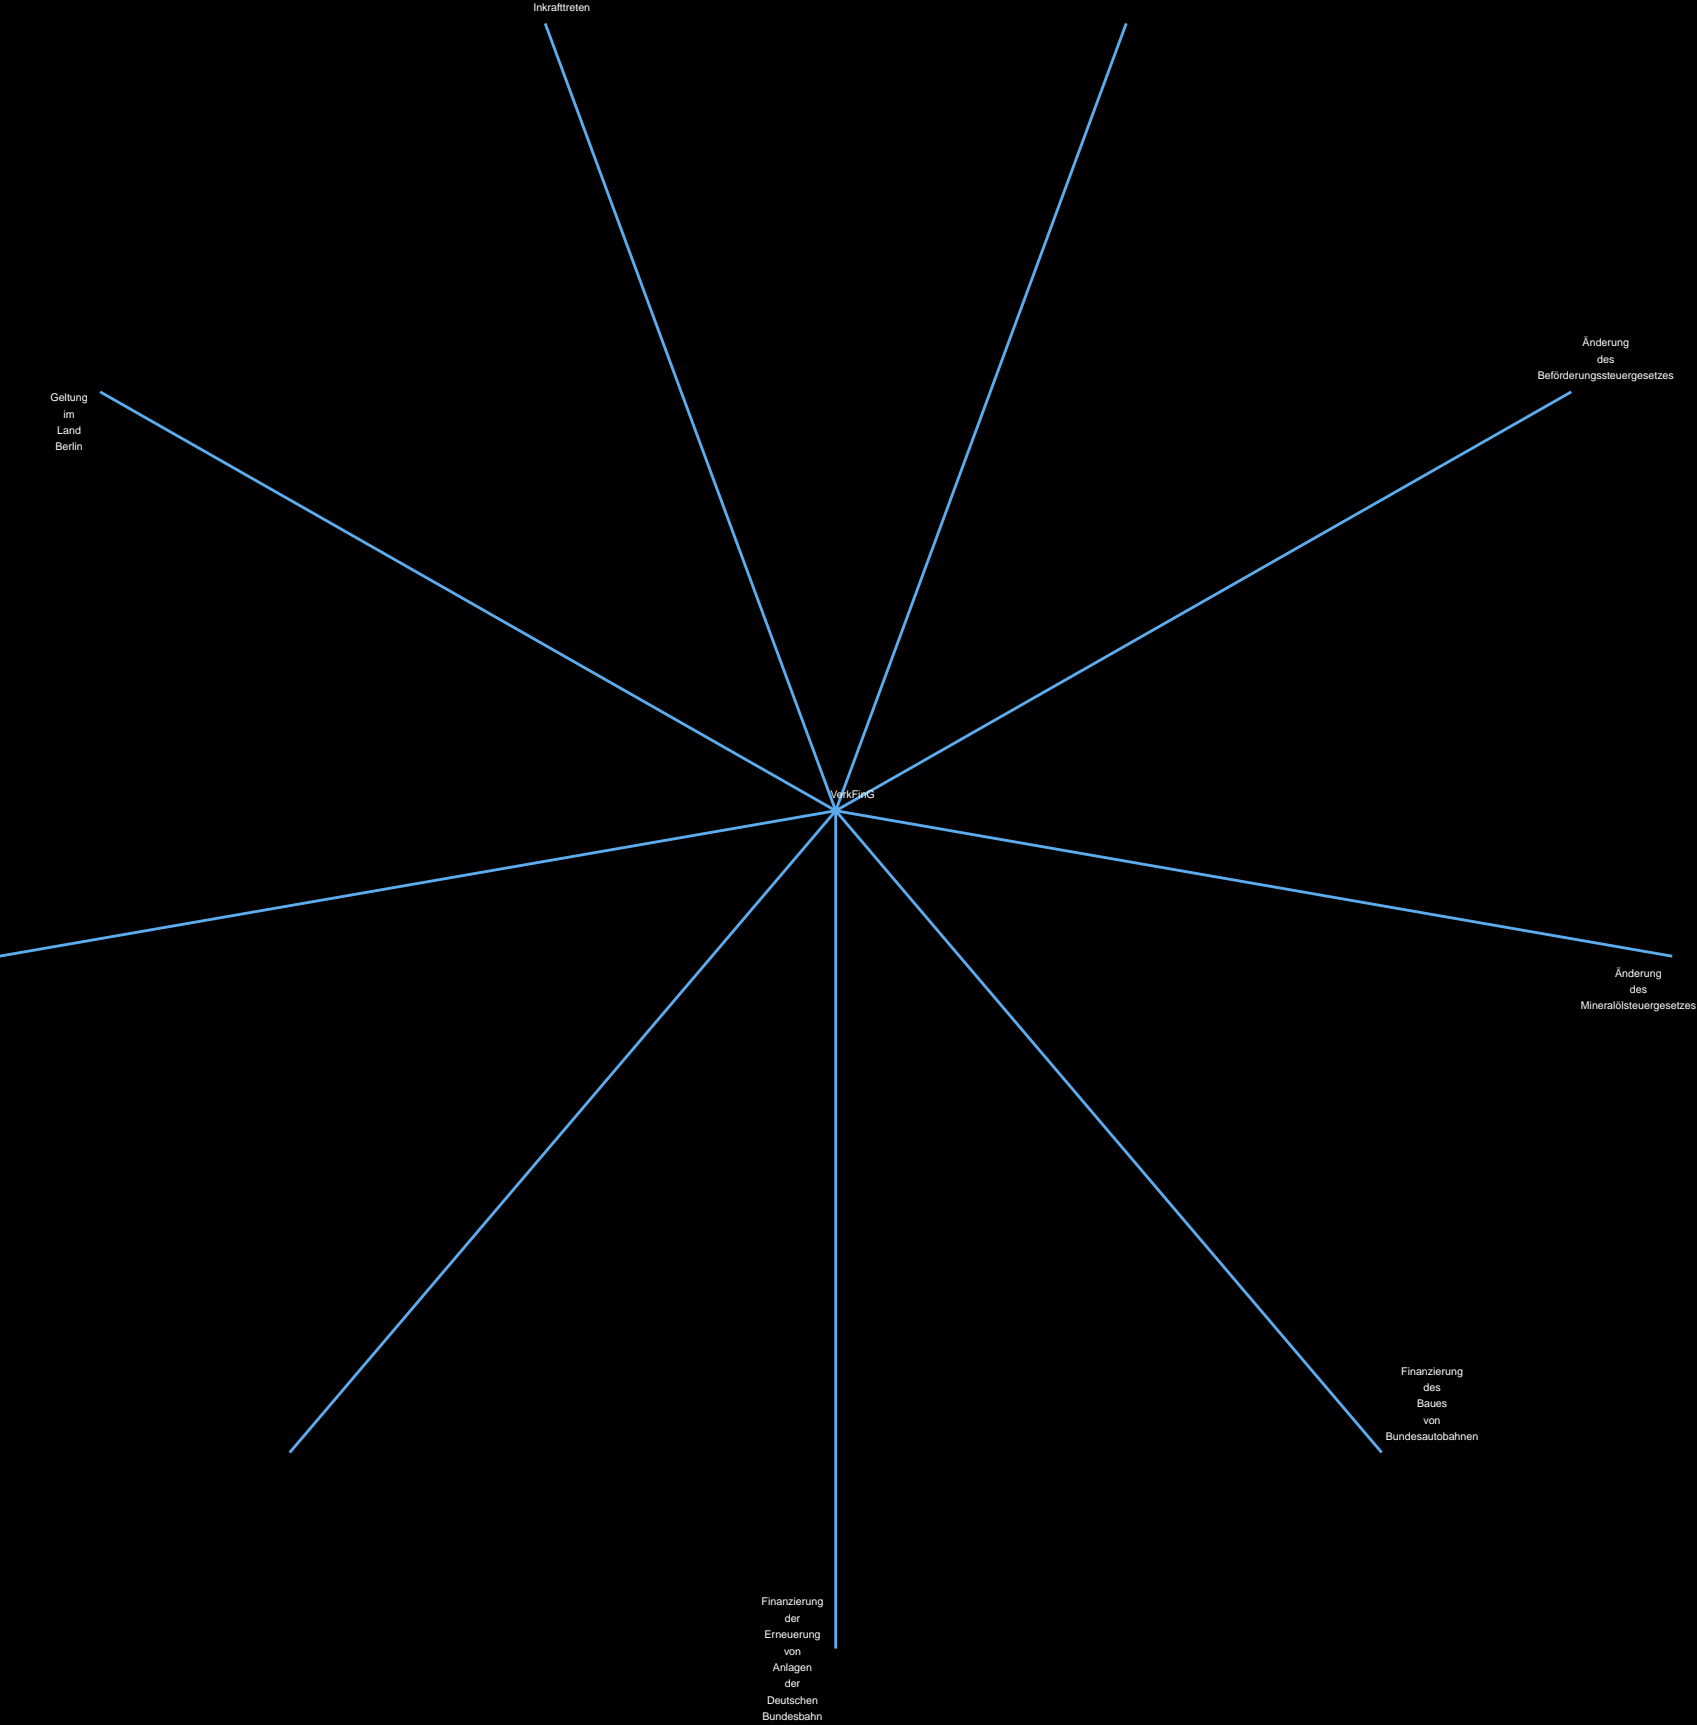 Inkrafttreten
Änderung
des
Beförderungssteuergesetzes
Geltung
im
Land
Berlin
VerkFinG
Änderung
des
Mineralölsteuergesetzes
Finanzierung
des
Baues
von
Bundesautobahnen
Finanzierung
der
Erneuerung
von
Anlagen
der
Deutschen
Bundesbahn